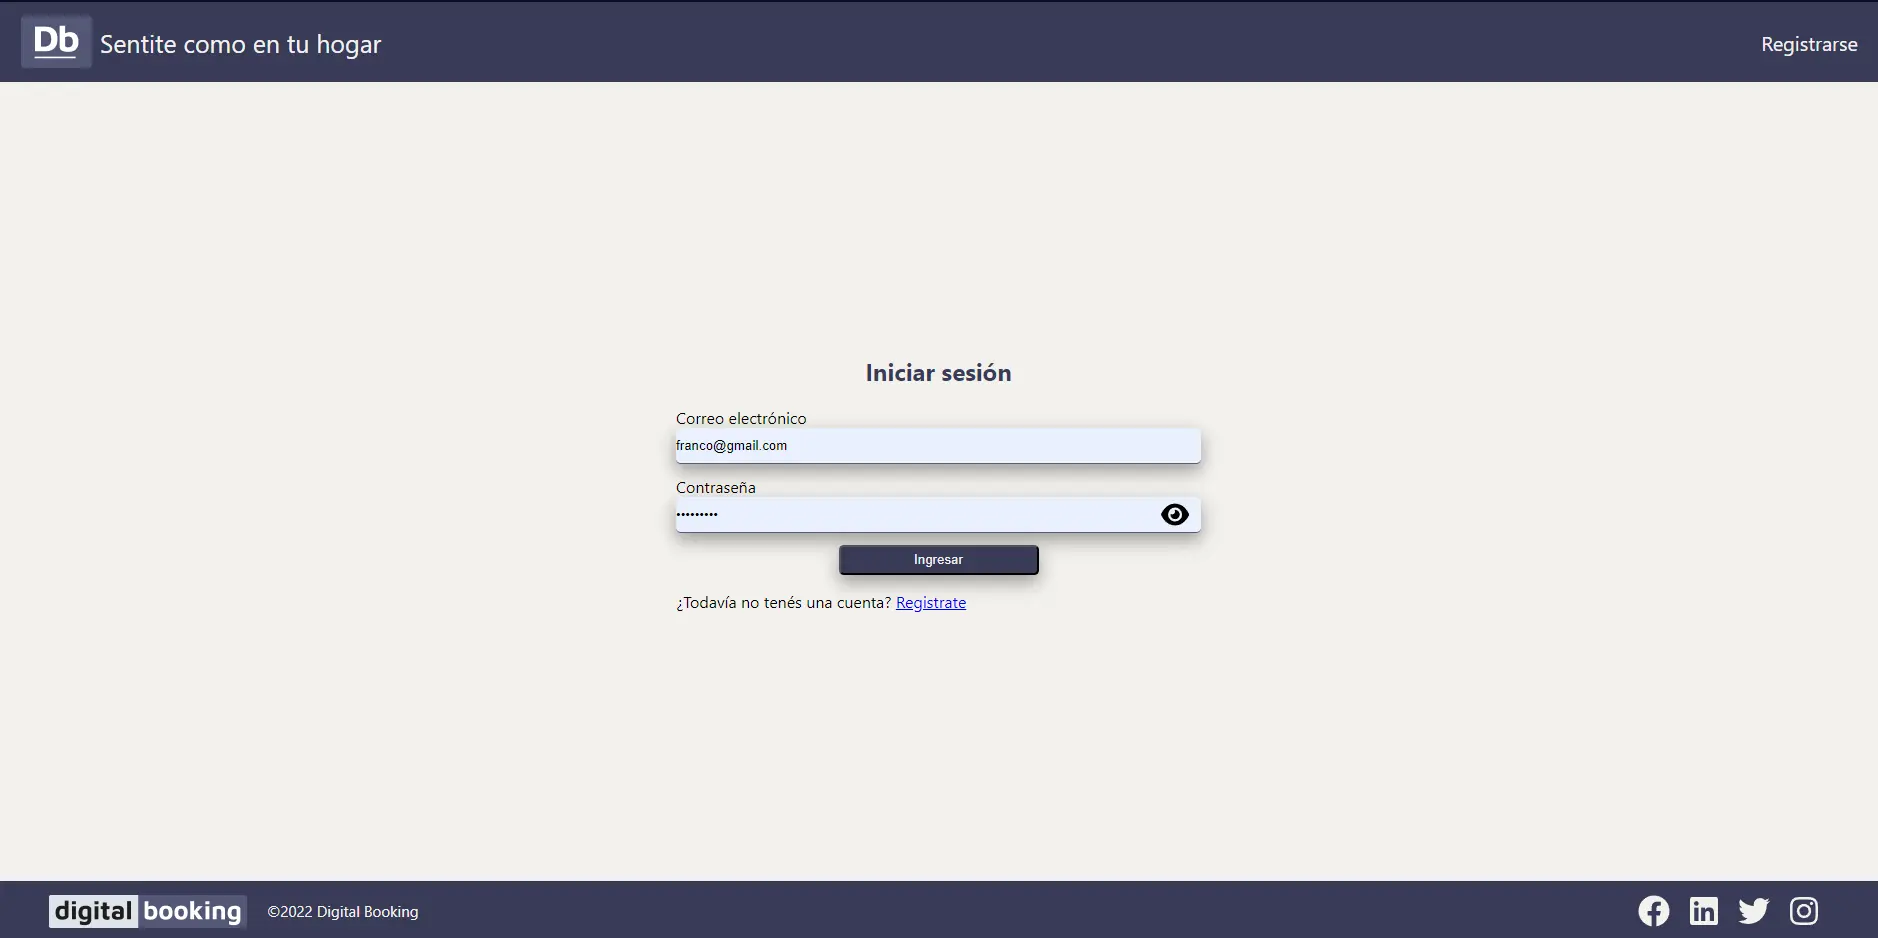 Db
Sentite como en tu hogar
Registrarse
Iniciar sesión
Correo electrónico
franco@gmail.com
Contraseña
•••••••••
Ingresar
¿Todavía no tenés una cuenta? Registrate
digital booking
©2022 Digital Booking